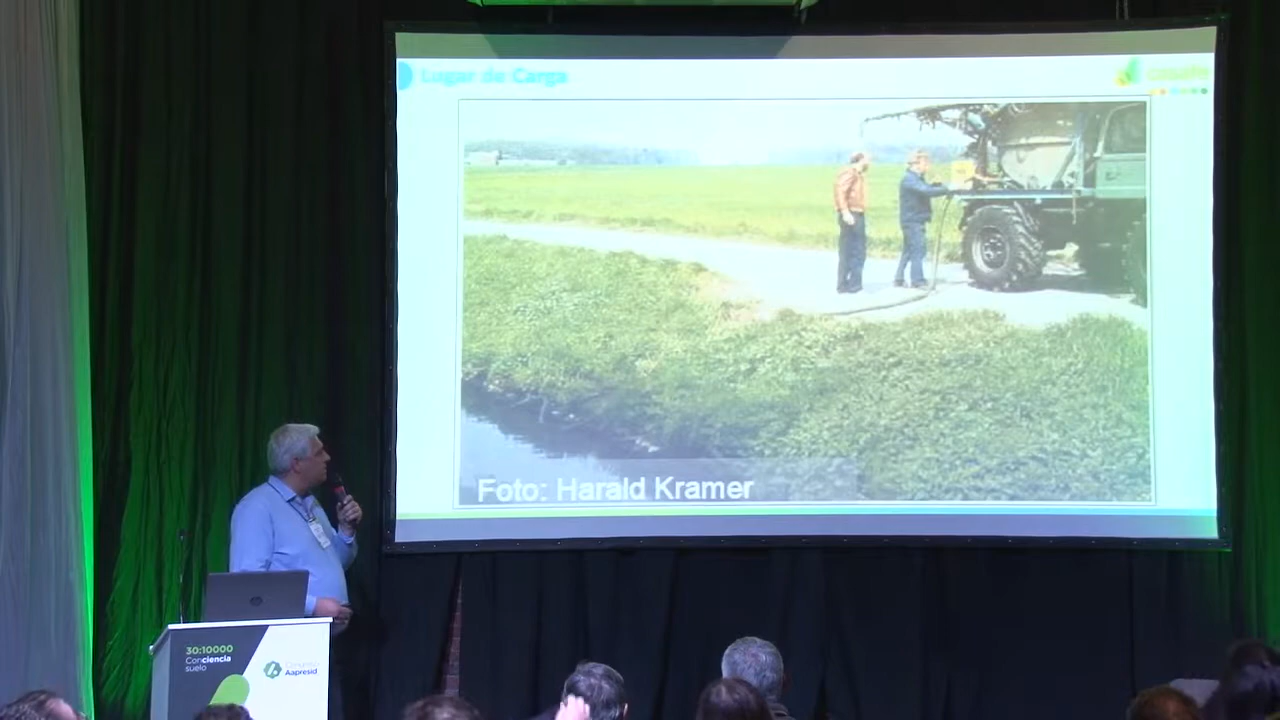 Lugar de Carga
Foto: Harald Kramer
30:10000
Conciencia
suelo
Aapresid